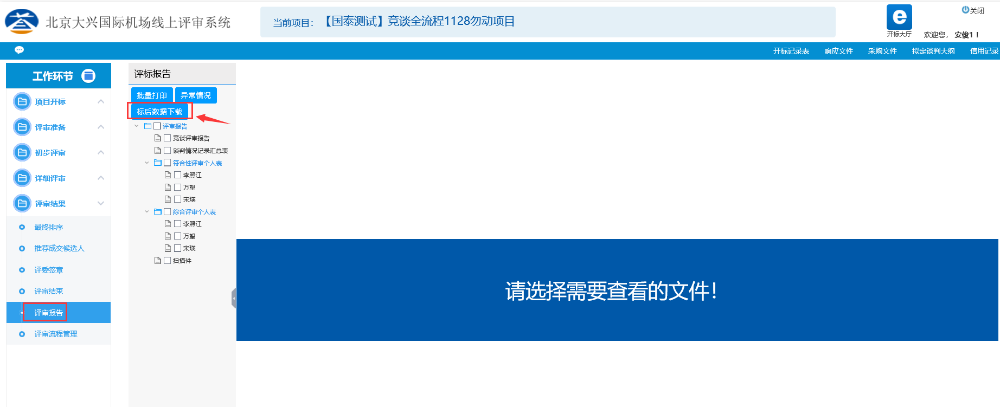 北京大兴国际机场线上评审系统
当前项目：【国泰测试】竞谈全流程1128勿动项目
开标大厅
关闭
欢迎您，安俊1！
开标记录表 响应文件 采购文件 拟定谈判大纲 信用记录
工作环节
项目开标
评审准备
初步评审
详细评审
评审结果
最终排序
推荐成交候选人
评委签章
评审结束
评审报告
评审流程管理
评标报告
批量打印 异常情况
标后数据下载
评审报告
竞谈评审报告
谈判情况记录汇总表
符合性评审个人表
李照江
万望
宋瑛
综合评审个人表
李照江
万望
宋瑛
扫描件
请选择需要查看的文件！